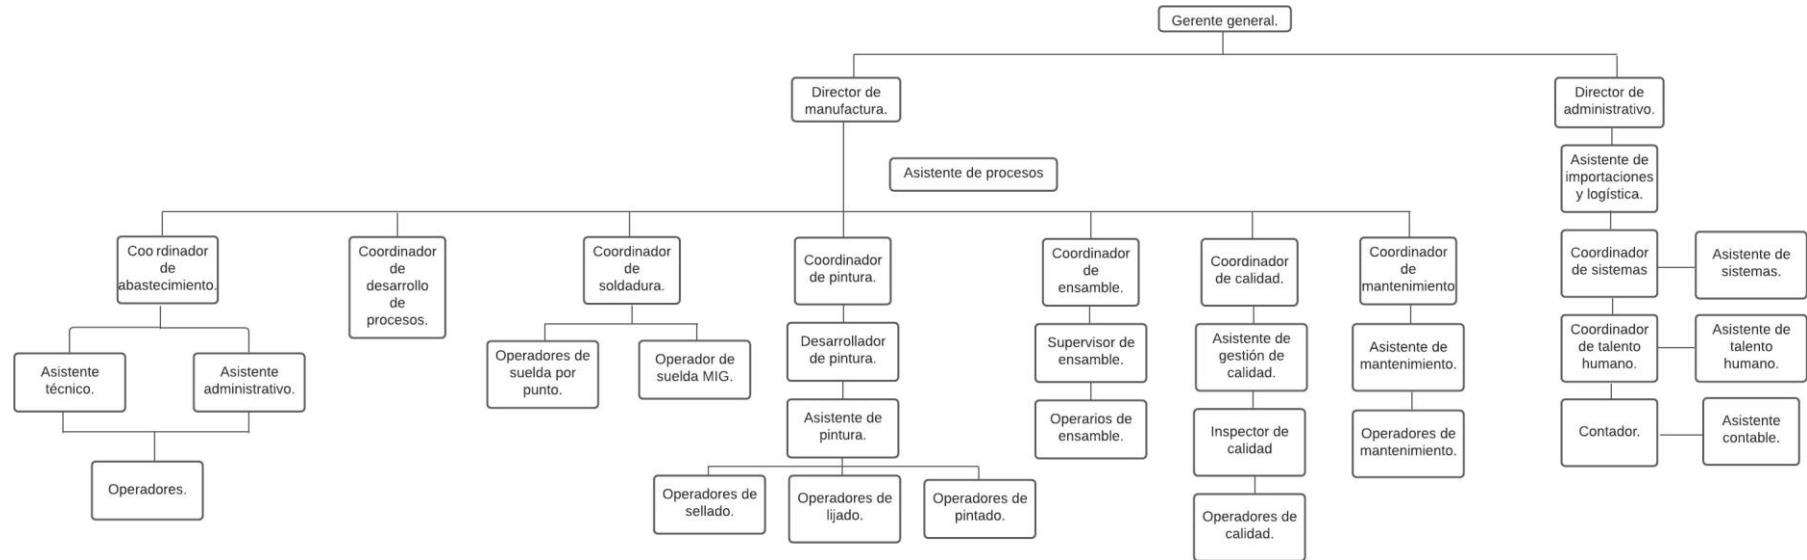 Gerente general.
Director de
manufactura.
Director de
administrativo.
Asistente de procesos
Asistente de
importaciones
y logística.
Coo rdinador
de
abastecimiento.
Coordinador
de
desarrollo
de
procesos.
Coordinador
de
soldadura.
Coordinador
de pintura.
Coordinador
de
ensamble.
Coordinador
de calidad.
Coordinador
de
mantenimiento
Coordinador
de sistemas
Asistente de
sistemas.
Asistente
técnico.
Asistente
administrativo.
Operadores de
suelda por
punto.
Operador de
suelda MIG.
Desarrollador
de pintura.
Supervisor de
ensamble.
Asistente de
gestión de
calidad.
Asistente de
mantenimiento.
Coordinador
de talento
humano.
Asistente de
talento
humano.
Asistente de
pintura.
Operarios de
ensamble.
Inspector de
calidad
Operadores de
mantenimiento.
Contador.
Asistente
contable.
Operadores.
Operadores de
sellado.
Operadores de
lijado.
Operadores de
pintado.
Operadores de
calidad.